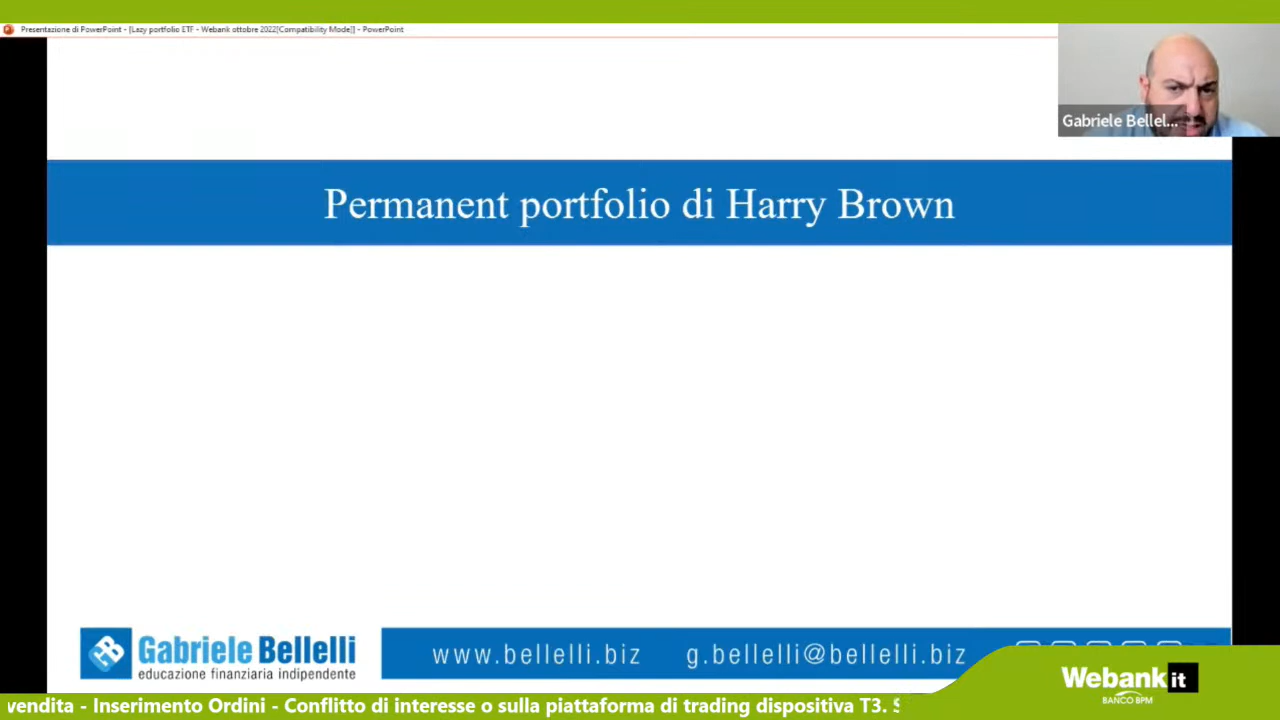 Presentazione di PowerPoint - [Lazy portfolio ETF - Webank ottobre 2022[Compatibility Mode]] - PowerPoint
Gabriele Bellel...
Permanent portfolio di Harry Brown
Gabriele Bellelli
educazione finanziaria indipendente
www.bellelli.biz g.bellelli@bellelli.biz
Webank it
BANCO BPM
vendita - Inserimento Ordini - Conflitto di interesse o sulla piattaforma di trading dispositiva T3. S